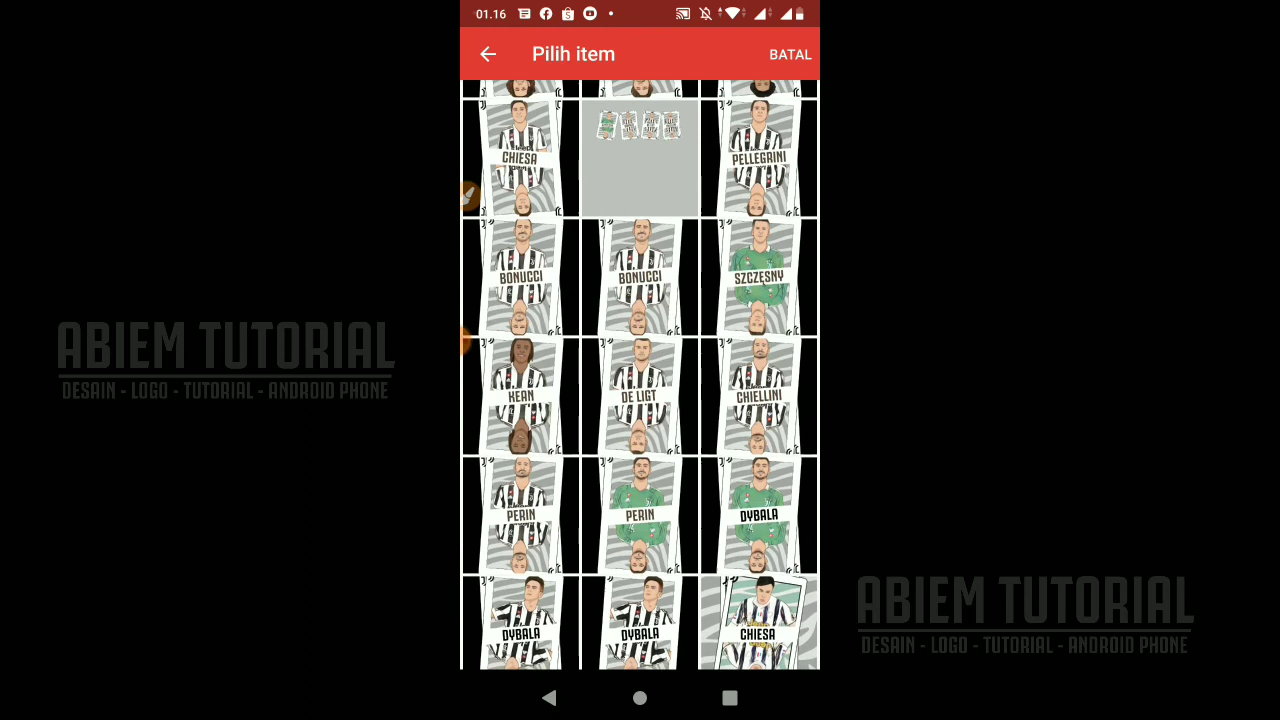 01.16
Pilih item
BATAL
CHIESA
PELLEGRINI
BONUCCI
BONUCCI
SZCZĘSNY
KEAN
DE LIGT
CHIELLINI
PERIN
PERIN
DYBALA
DYBALA
DYBALA
CHIESA
ABIEM TUTORIAL
DESAIN - LOGO - TUTORIAL - ANDROID PHONE
ABIEM TUTORIAL
DESAIN - LOGO - TUTORIAL - ANDROID PHONE